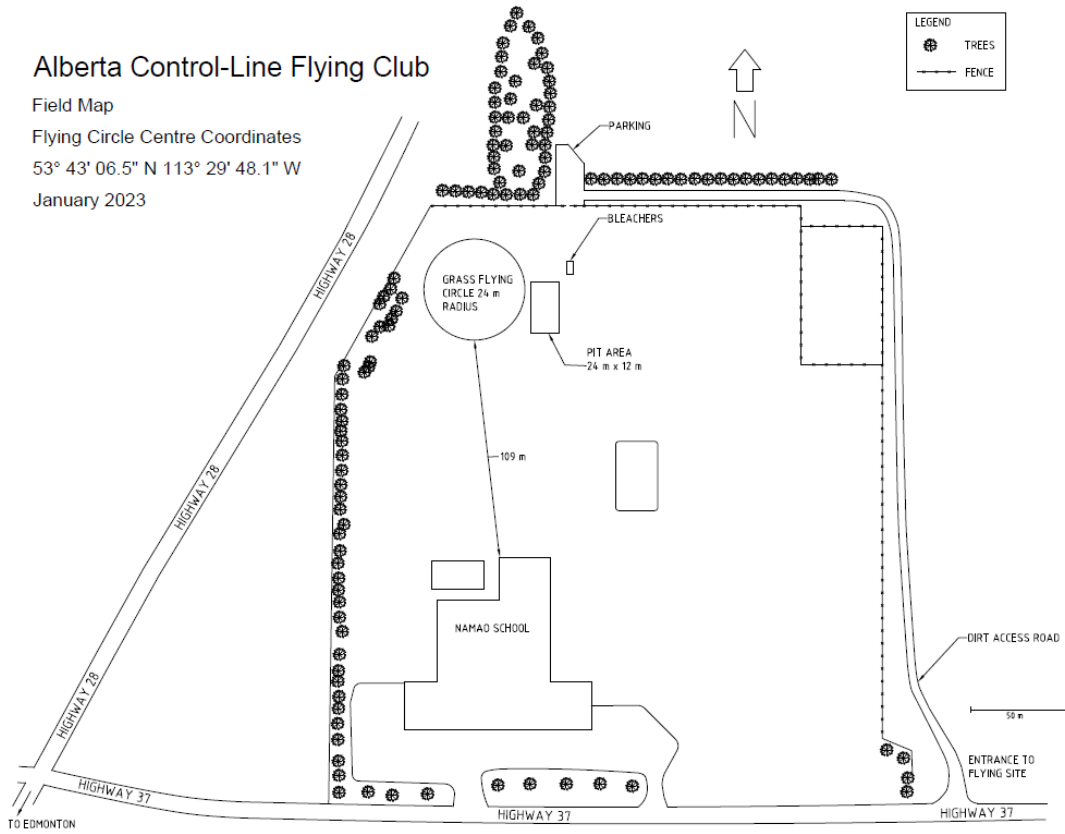 Alberta Control-Line Flying Club
Field Map
Flying Circle Centre Coordinates
53° 43' 06.5" N 113° 29' 48.1" W
January 2023
LEGEND
TREES
FENCE
N
PARKING
BLEACHERS
HIGHWAY 28
GRASS FLYING
CIRCLE 24 m
RADIUS
PIT AREA
24 m x 12 m
109 m
HIGHWAY 28
NAMAO SCHOOL
DIRT ACCESS ROAD
HIGHWAY 28
50 m
ENTRANCE TO
FLYING SITE
HIGHWAY 37
HIGHWAY 37
HIGHWAY 37
TO EDMONTON